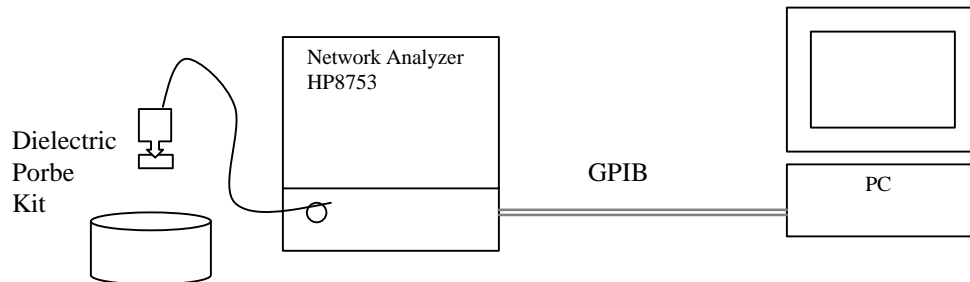 Network Analyzer
HP8753
Dielectric
Porbe
Kit
GPIB
PC